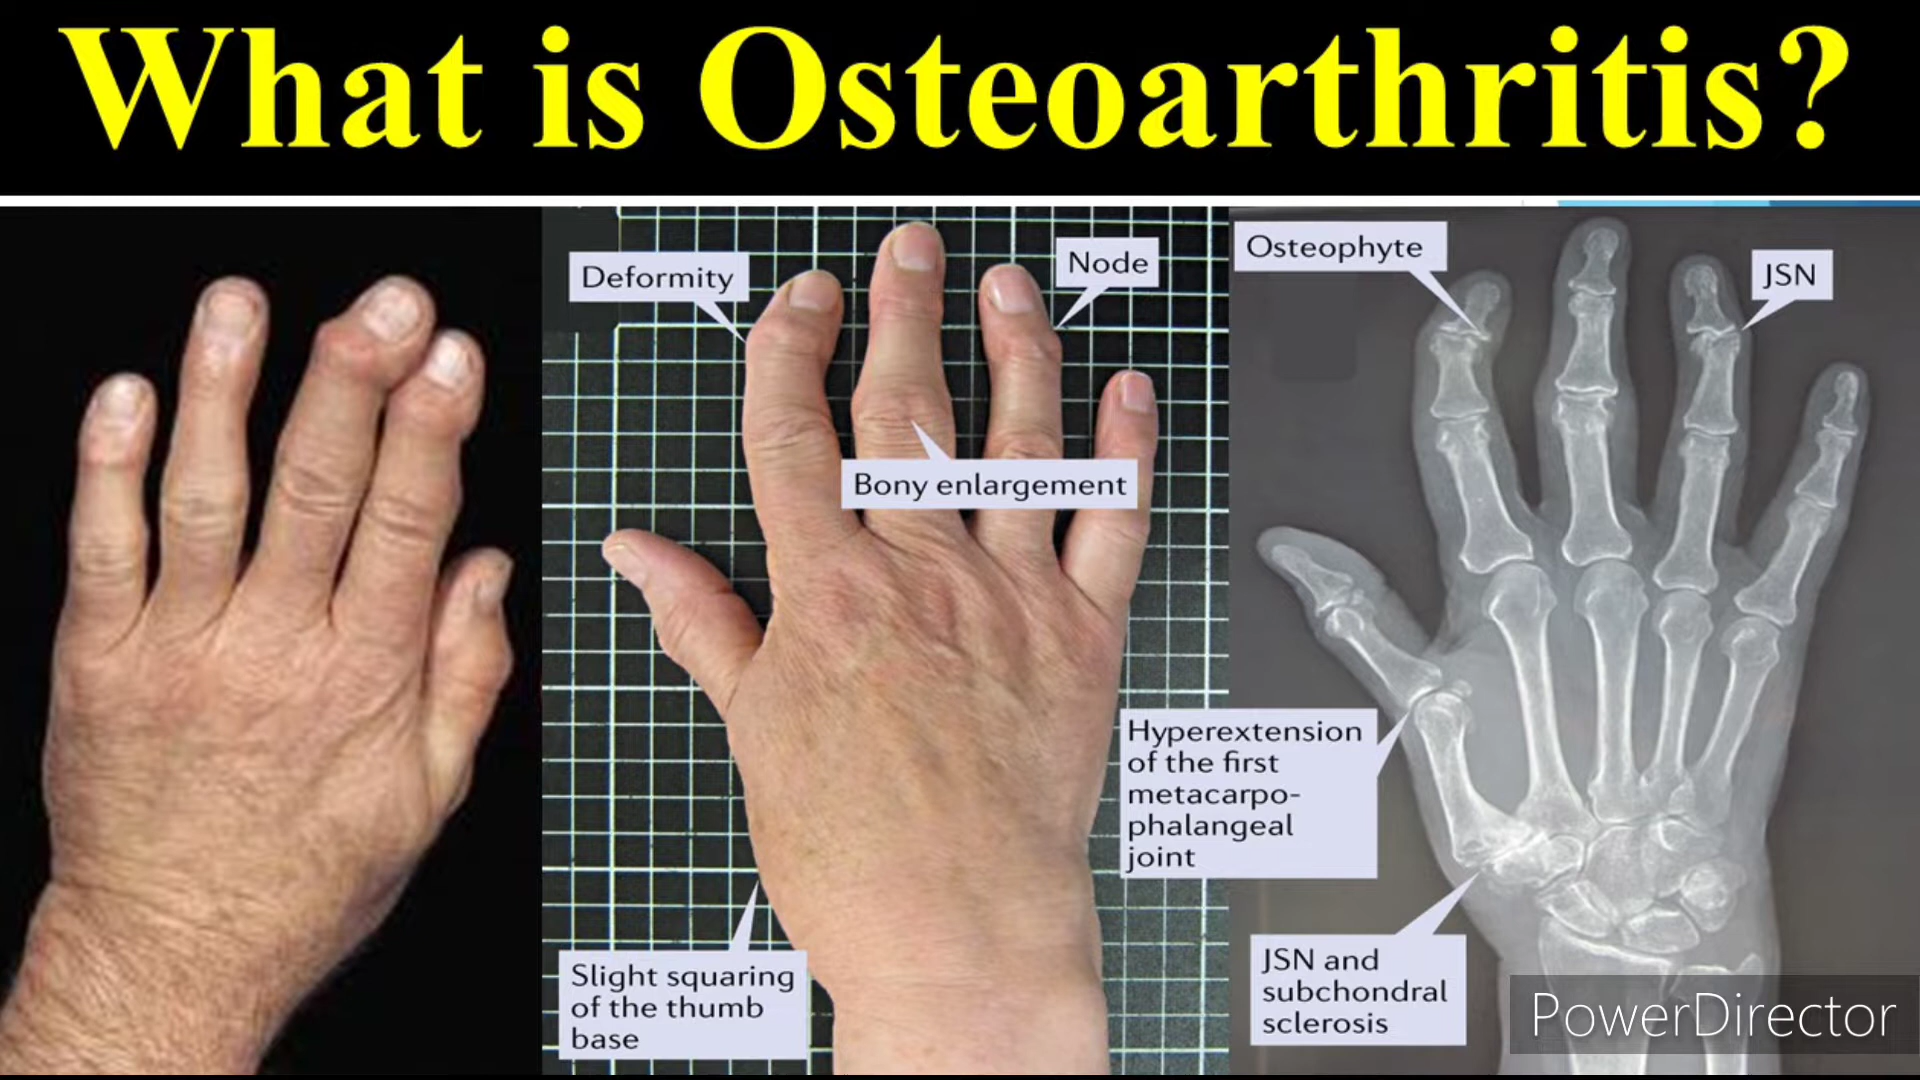 What is Osteoarthritis?
Deformity
Node
Bony enlargement
Slight squaring
of the thumb
base
Osteophyte
JSN
Hyperextension
of the first
metacarpo-
phalangeal
joint
JSN and
subchondral
sclerosis
PowerDirector